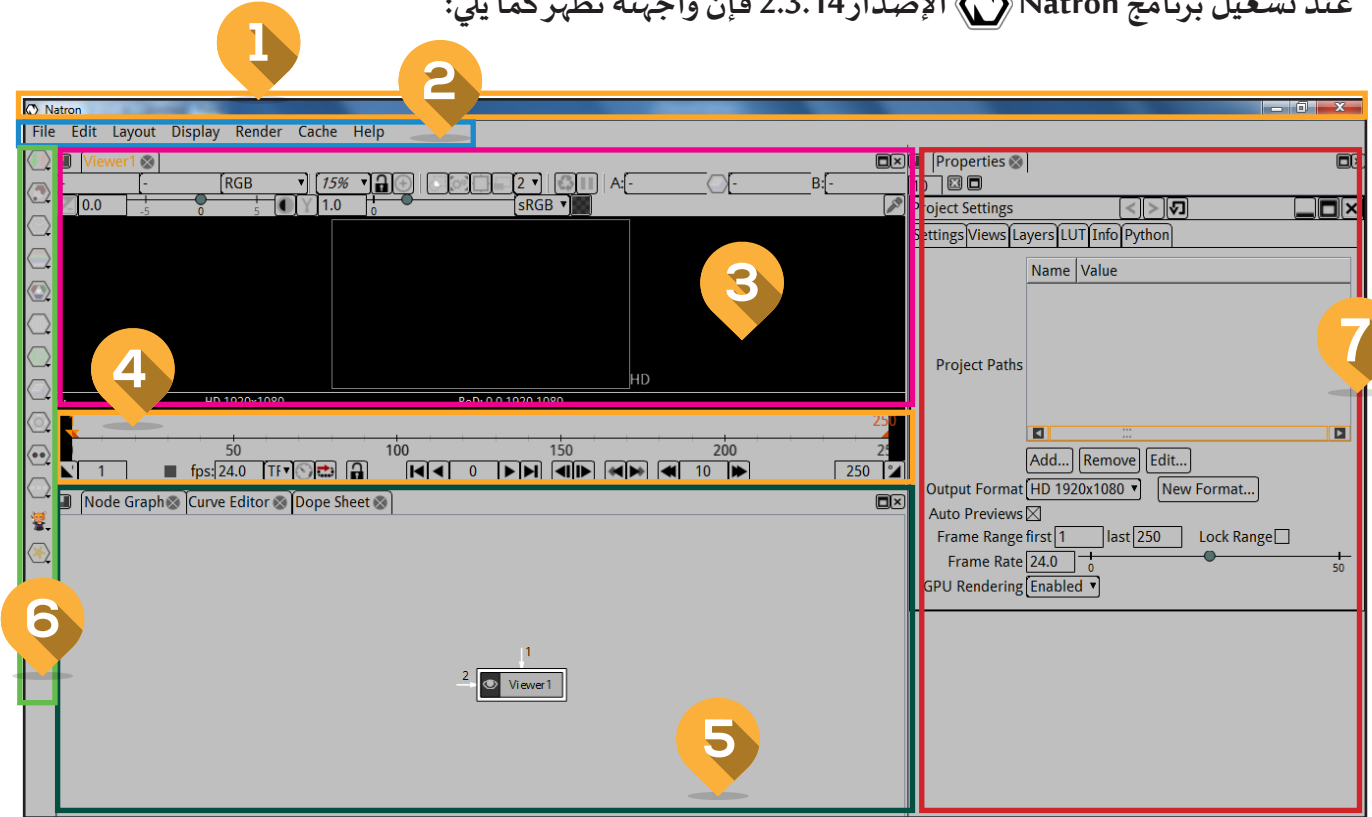 عند تشغيل برنامج Natron الإصدار 2.3.14 فإن واجهته تظهر كما يلي:
1
2
Natron
File Edit Layout Display Render Cache Help
Viewer1
- - RGB 15% 2 A: - - B: -
0.0 -5 0 5 Y 1.0 0 sRGB
3
HD
4
HD 1920x1080 RoD: 0 0 1920 1080
250
50 100 150 200 25
1 fps: 24.0 TF 0 10 250
Node Graph Curve Editor Dope Sheet
1
2 Viewer1
5
6
Properties
10
Project Settings
Settings Views Layers LUT Info Python
Name Value
7
Project Paths
Add... Remove Edit...
Output Format HD 1920x1080 New Format...
Auto Previews
Frame Range first 1 last 250 Lock Range
Frame Rate 24.0 0 50
GPU Rendering Enabled